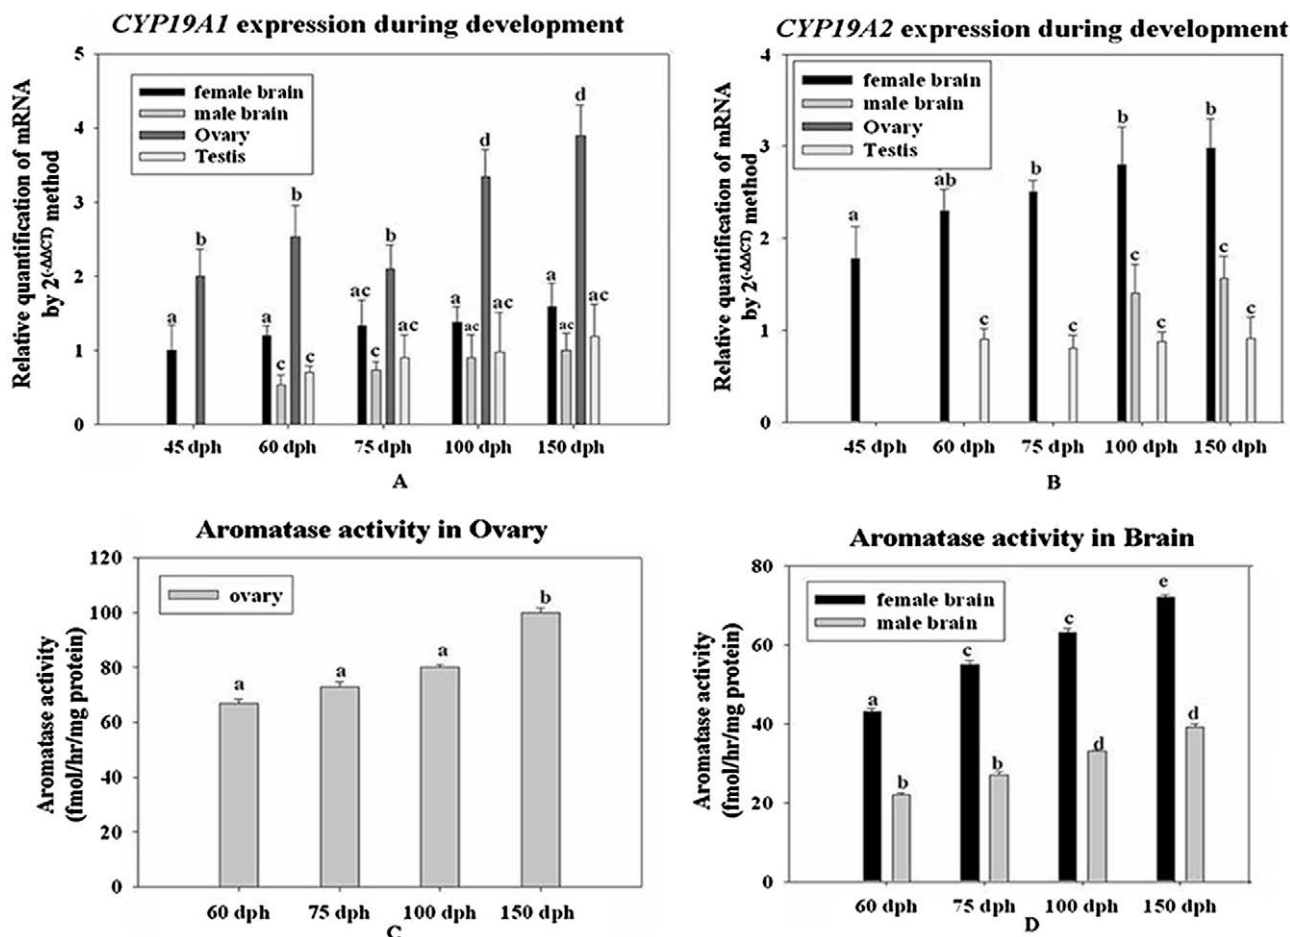 CYP19A1 expression during development
Relative quantification of mRNA
by 2(-ΔΔCT) method
5
4
3
2
1
0
female brain
male brain
Ovary
Testis
a
b
a
c
b
c
ac
c
b
ac
a
ac
d
ac
a
ac
d
ac
45 dph
60 dph
75 dph
100 dph
150 dph
A
CYP19A2 expression during development
Relative quantification of mRNA
by 2(-ΔΔCT) method
4
3
2
1
0
female brain
male brain
Ovary
Testis
a
ab
c
b
c
b
c
c
b
c
c
45 dph
60 dph
75 dph
100 dph
150 dph
B
Aromatase activity in Ovary
Aromatase activity
(fmol/hr/mg protein)
120
100
80
60
40
20
0
ovary
a
a
a
b
60 dph
75 dph
100 dph
150 dph
C
Aromatase activity in Brain
Aromatase activity
(fmol/hr/mg protein)
80
60
40
20
0
female brain
male brain
a
b
c
b
c
d
e
d
60 dph
75 dph
100 dph
150 dph
D